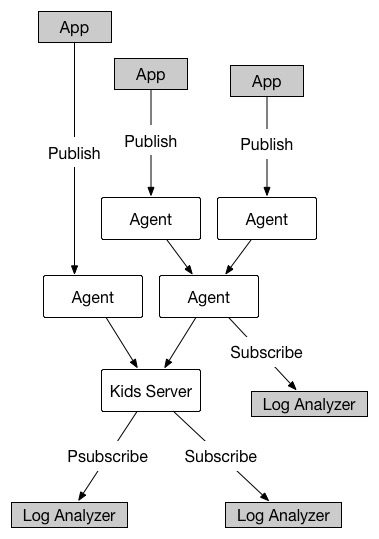 App
App
App
Publish
Publish
Publish
Agent
Agent
Agent
Agent
Subscribe
Kids Server
Log Analyzer
Psubscribe
Subscribe
Log Analyzer
Log Analyzer